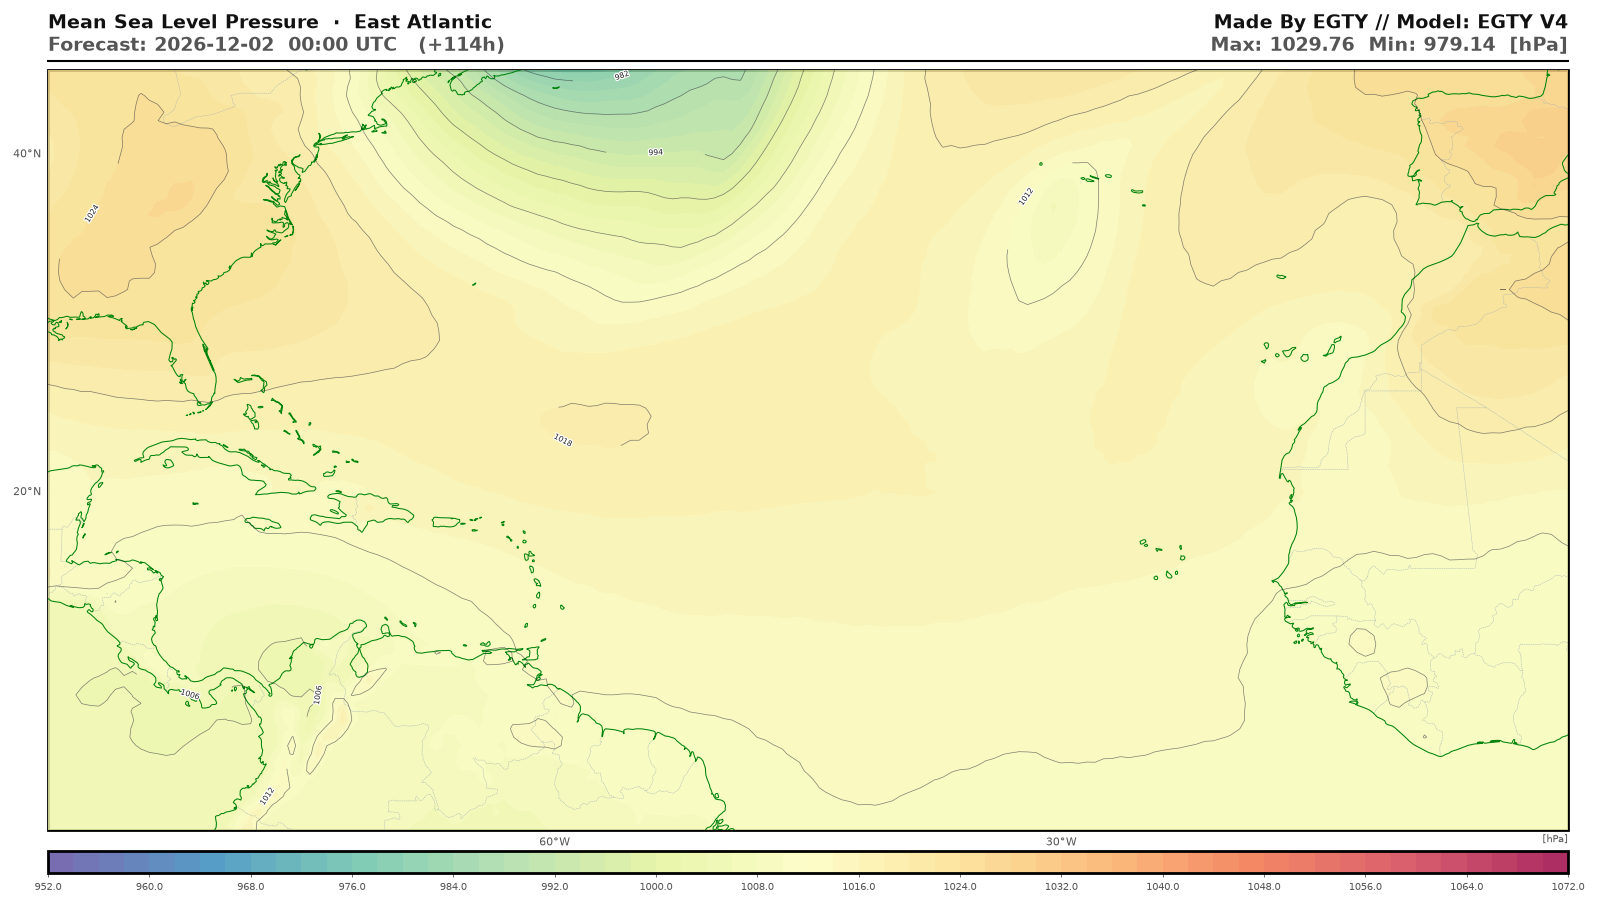 Mean Sea Level Pressure · East Atlantic
Made By EGTY // Model: EGTY V4
Forecast: 2026-12-02 00:00 UTC (+114h)
Max: 1029.76 Min: 979.14 [hPa]
982
40°N
994
1012
1024
1018
20°N
1006
1006
1012
60°W
30°W
[hPa]
952.0 960.0 968.0 976.0 984.0 992.0 1000.0 1008.0 1016.0 1024.0 1032.0 1040.0 1048.0 1056.0 1064.0 1072.0